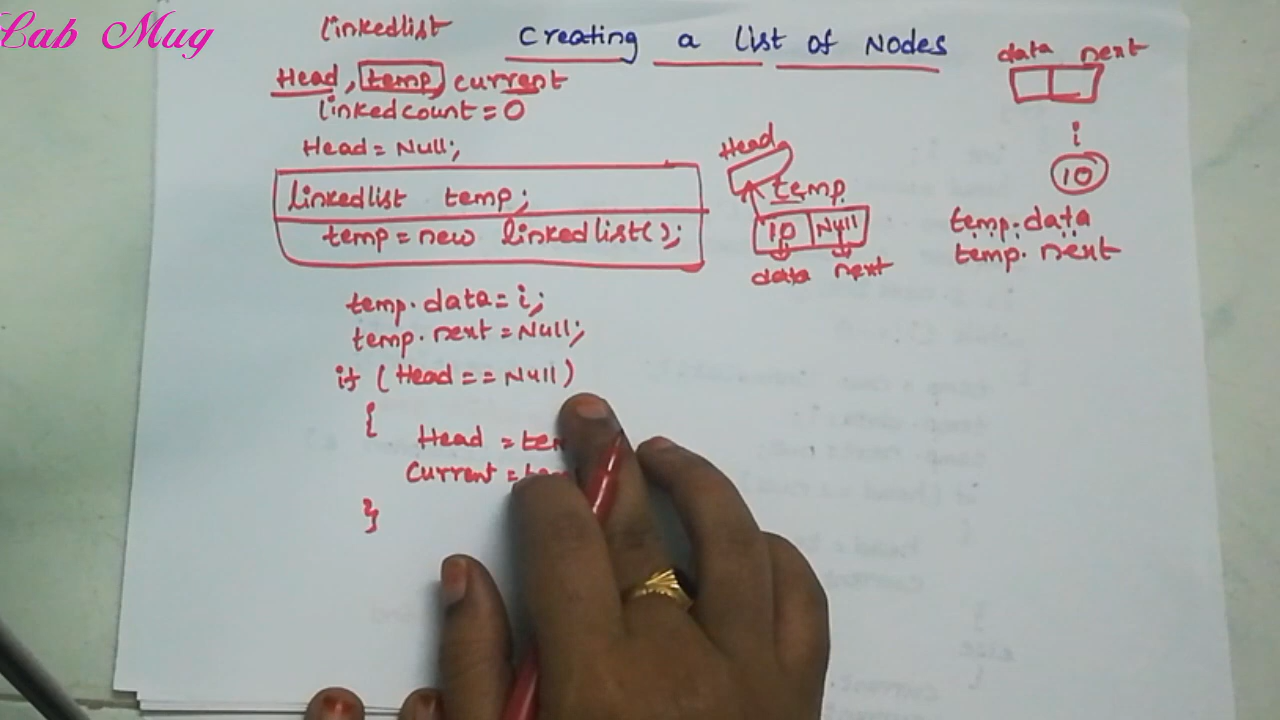 Lab Mug
linkedlist
Creating a List of Nodes
data next
Head, temp, current
linkedcount = 0
i
10
Head = Null;
Head
linkedlist temp;
temp
10 Null
temp.data
temp = new linkedlist();
temp.next
data next
temp.data = i;
temp.next = Null;
if (Head == Null)
{
Head =
Current =
}